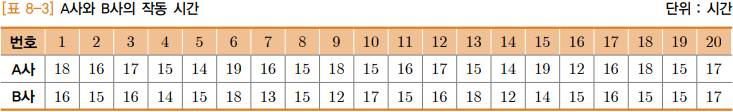 [표 8-3] A사와 B사의 작동 시간 단위 : 시간
번호 1 2 3 4 5 6 7 8 9 10 11 12 13 14 15 16 17 18 19 20
A사 18 16 17 15 14 19 16 15 18 15 16 17 15 14 19 12 16 18 15 17
B사 16 15 16 14 15 18 13 15 12 17 15 16 18 12 14 15 16 15 15 17